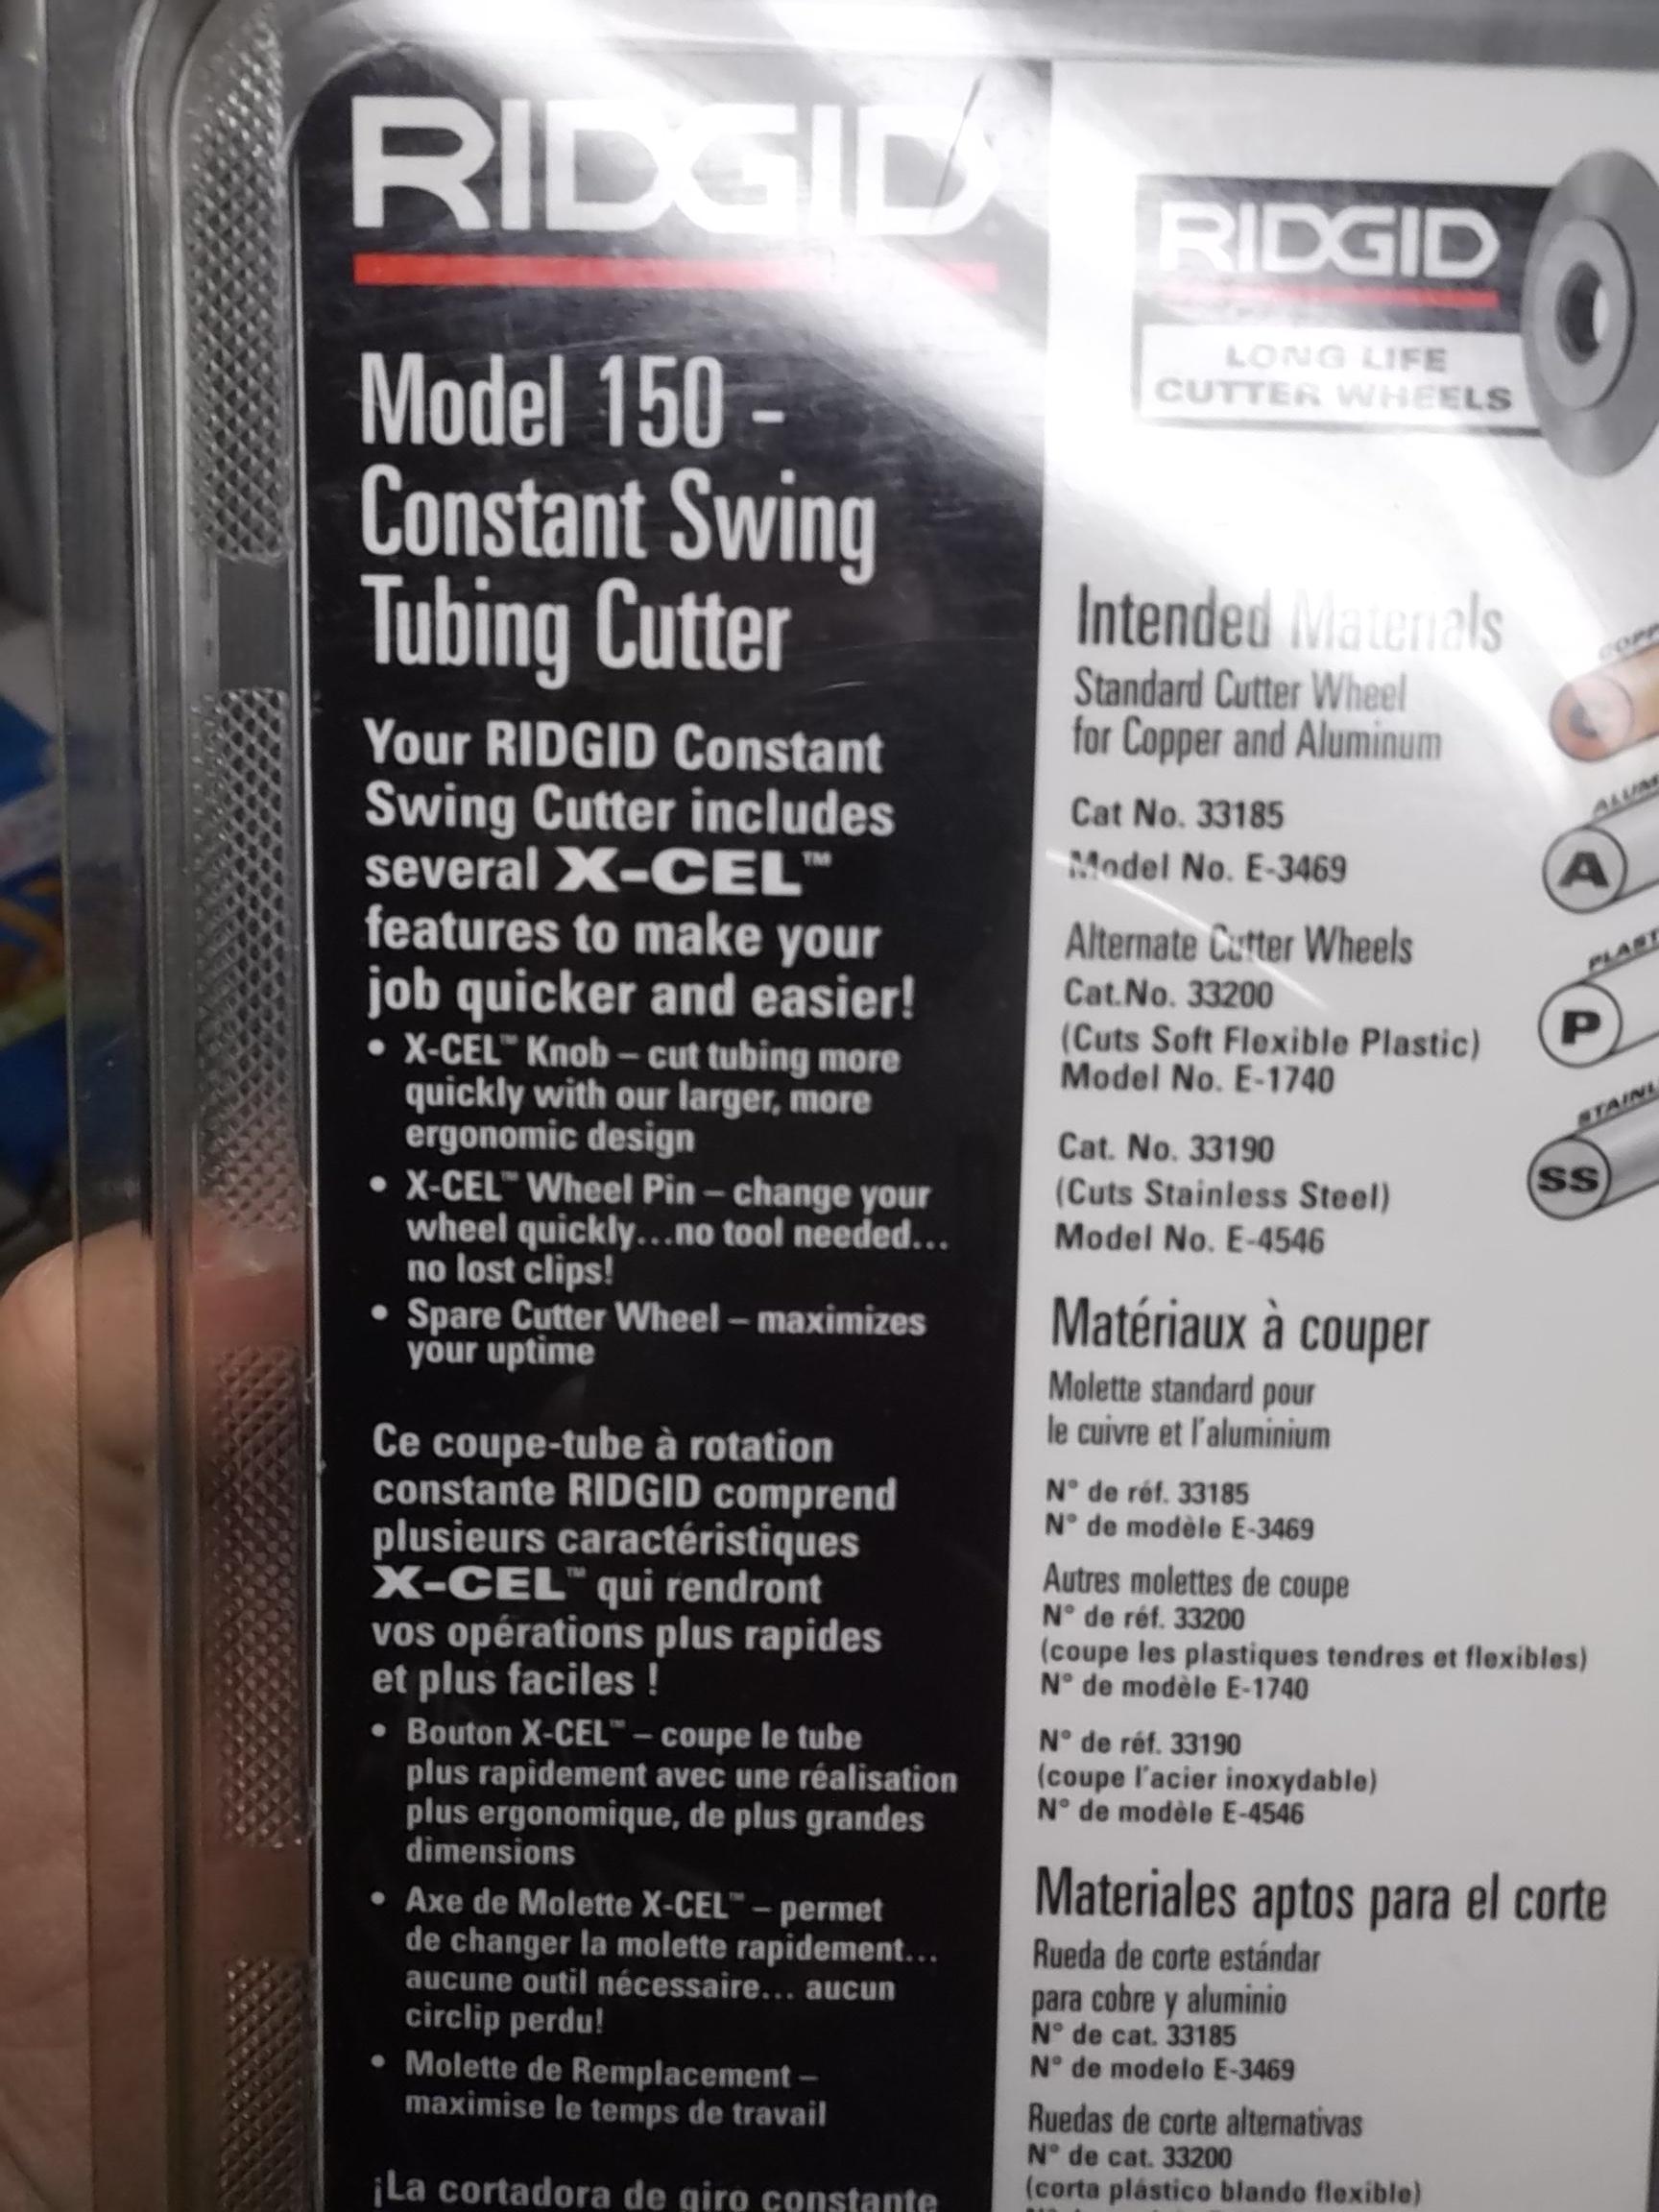 RIDGID
Model 150 -
Constant Swing
Tubing Cutter
Your RIDGID Constant
Swing Cutter includes
several X-CEL™
features to make your
job quicker and easier!
• X-CEL™ Knob – cut tubing more
quickly with our larger, more
ergonomic design
• X-CEL™ Wheel Pin – change your
wheel quickly...no tool needed...
no lost clips!
• Spare Cutter Wheel – maximizes
your uptime
Ce coupe-tube à rotation
constante RIDGID comprend
plusieurs caractéristiques
X-CEL™ qui rendront
vos opérations plus rapides
et plus faciles !
• Bouton X-CEL™ – coupe le tube
plus rapidement avec une réalisation
plus ergonomique, de plus grandes
dimensions
• Axe de Molette X-CEL™ – permet
de changer la molette rapidement...
aucune outil nécessaire... aucun
circlip perdu!
• Molette de Remplacement –
maximise le temps de travail
¡La cortadora de giro constante
RIDGID
LONG LIFE
CUTTER WHEELS
Intended Materials
Standard Cutter Wheel
for Copper and Aluminum
Cat No. 33185
Model No. E-3469
Alternate Cutter Wheels
Cat.No. 33200
(Cuts Soft Flexible Plastic)
Model No. E-1740
Cat. No. 33190
(Cuts Stainless Steel)
Model No. E-4546
COPP
ALUM
A
PLAST
P
STAINL
SS
Matériaux à couper
Molette standard pour
le cuivre et l'aluminium
N° de réf. 33185
N° de modèle E-3469
Autres molettes de coupe
N° de réf. 33200
(coupe les plastiques tendres et flexibles)
N° de modèle E-1740
N° de réf. 33190
(coupe l'acier inoxydable)
N° de modèle E-4546
Materiales aptos para el corte
Rueda de corte estándar
para cobre y aluminio
N° de cat. 33185
N° de modelo E-3469
Ruedas de corte alternativas
N° de cat. 33200
(corta plástico blando flexible)